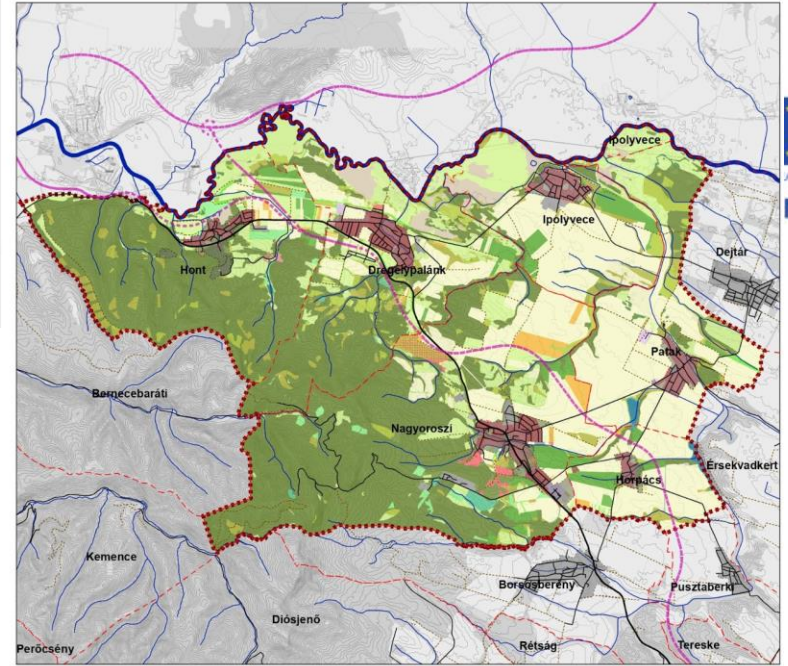 Ipolyvece
Ipolyvece
Dejtár
Hont
Drégelypalánk
Patak
Bernecebaráti
Nagyoroszi
Érsekvadkert
Horpács
Kemence
Borsosberény
Pusztaberki
Diósjenő
Perőcsény
Rétság
Tereske